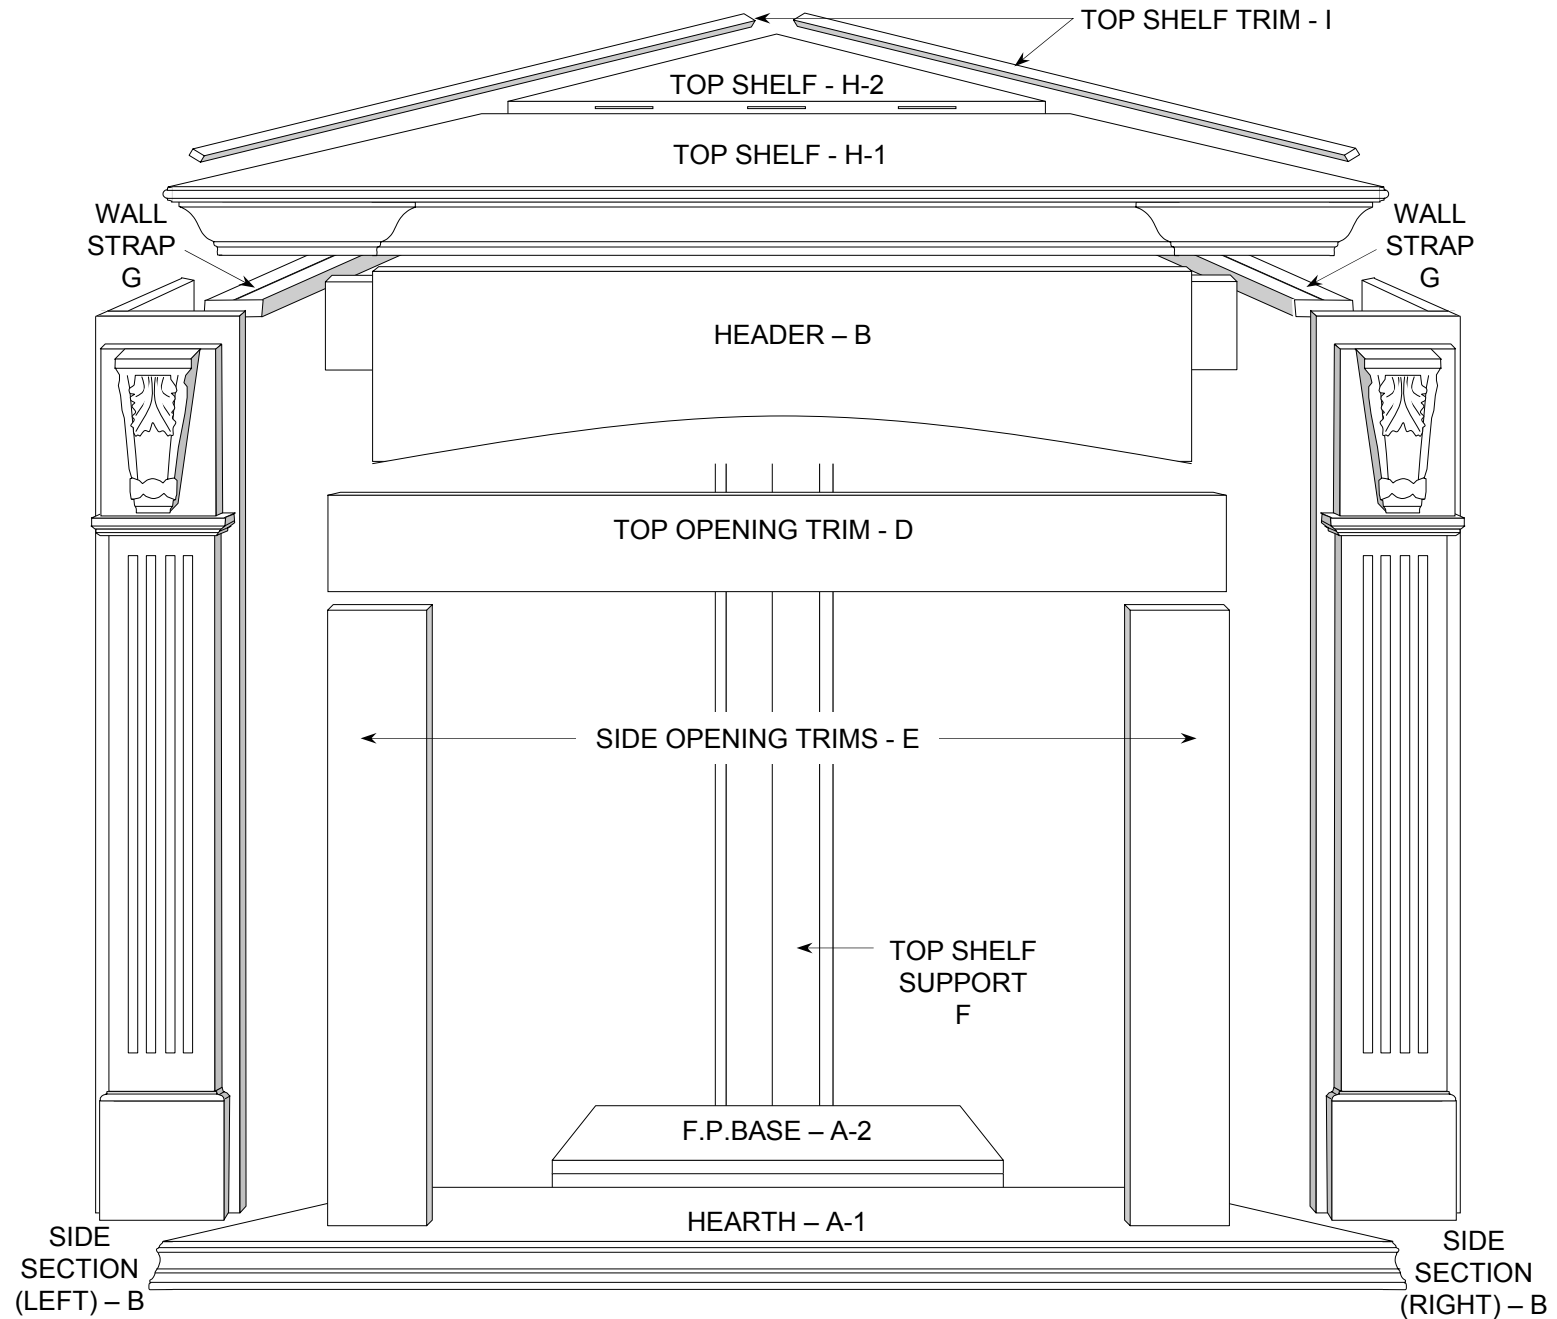 TOP SHELF TRIM - I
TOP SHELF - H-2
TOP SHELF - H-1
WALL
STRAP
G
WALL
STRAP
G
HEADER – B
TOP OPENING TRIM - D
SIDE OPENING TRIMS - E
TOP SHELF
SUPPORT
F
F.P.BASE – A-2
HEARTH – A-1
SIDE
SECTION
(LEFT) – B
SIDE
SECTION
(RIGHT) – B